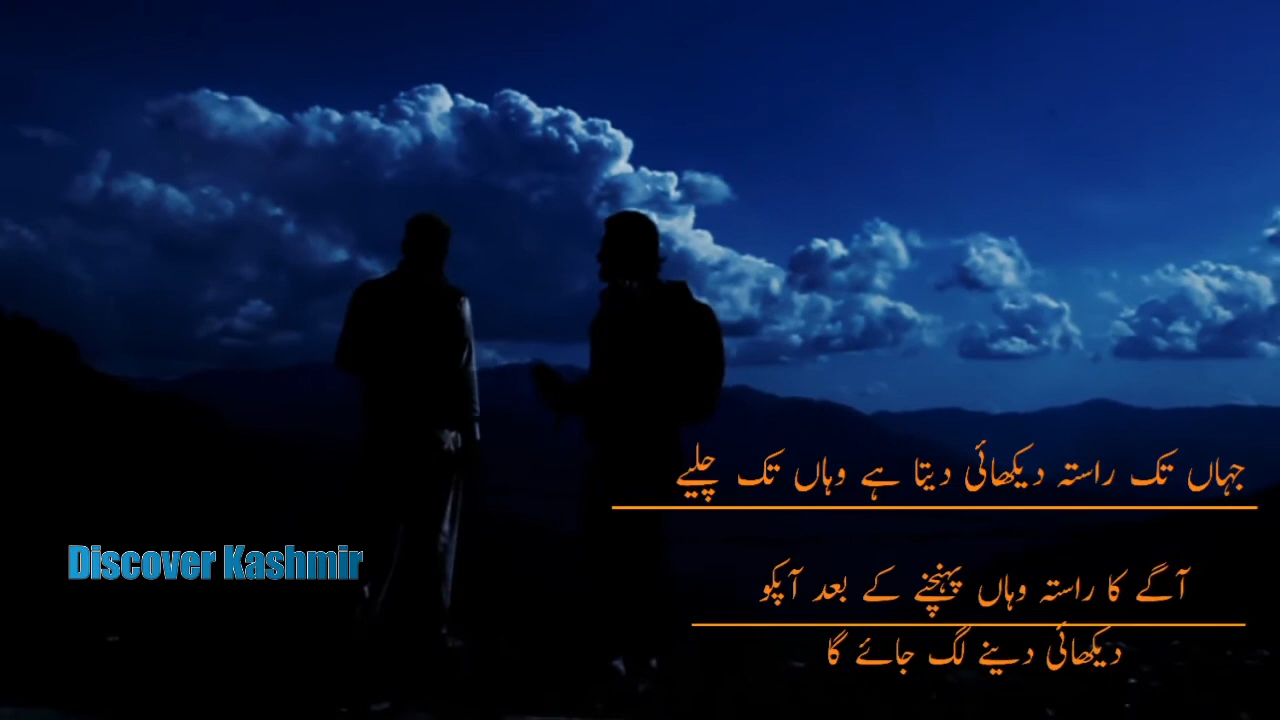 جہاں تک راستہ دیکھائی دیتا ہے وہاں تک چلیے
Discover Kashmir
آگے کا راستہ وہاں پہنچنے کے بعد آپکو
دیکھائی دینے لگ جائے گا